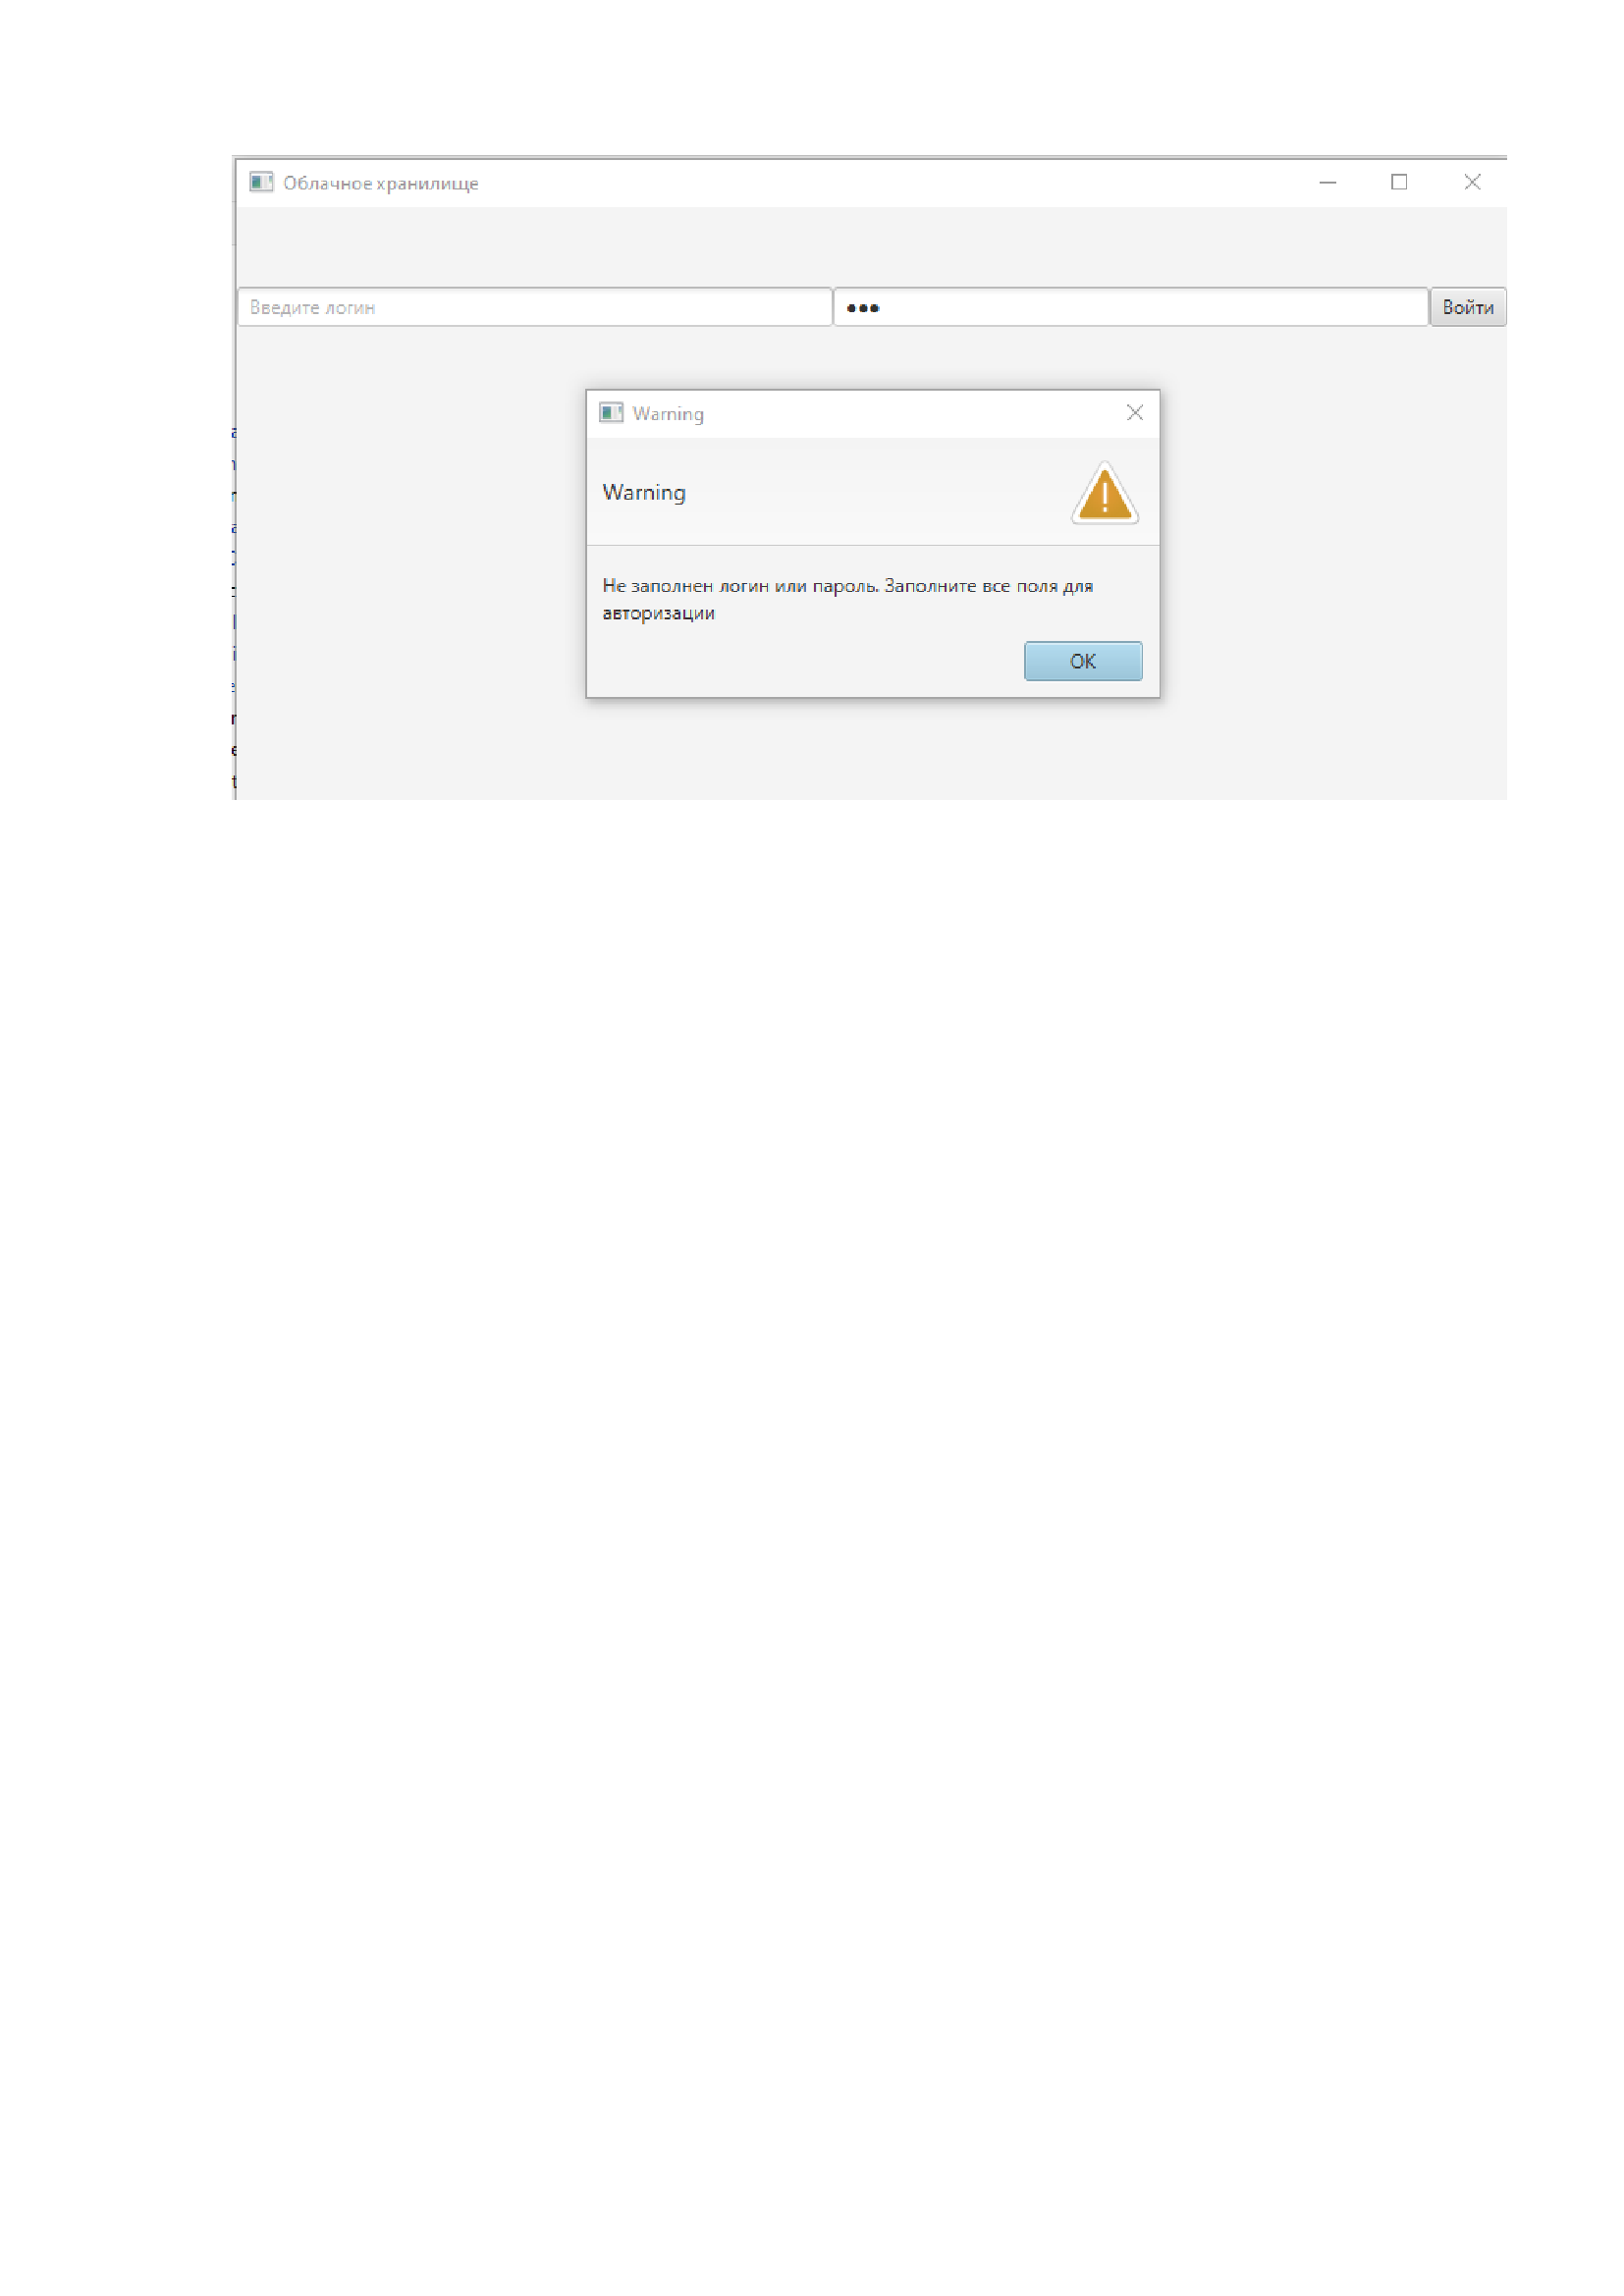 Облачное хранилище
Введите логин
Войти
Warning
Warning
Не заполнен логин или пароль. Заполните все поля для
авторизации
OK